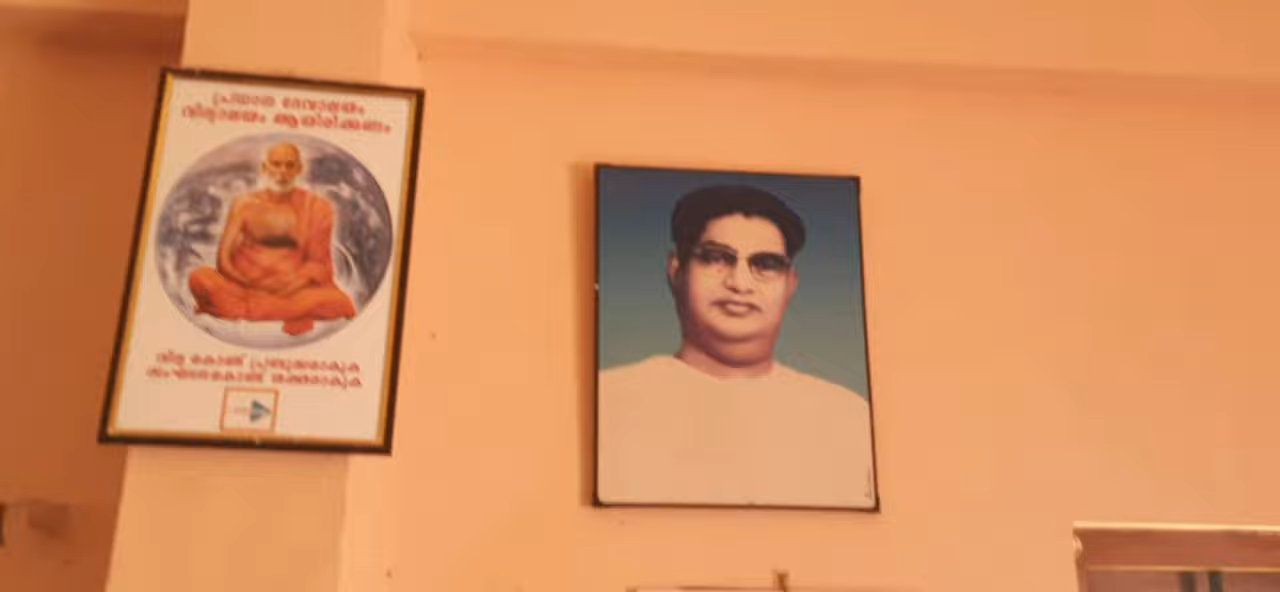 പ്രധാന ദേവാലയം
വിദ്യാലയം ആയിരിക്കണം
വിദ്യ കൊണ്ട് പ്രബുദ്ധരാകുക
സംഘടന കൊണ്ട് ശക്തരാകുക